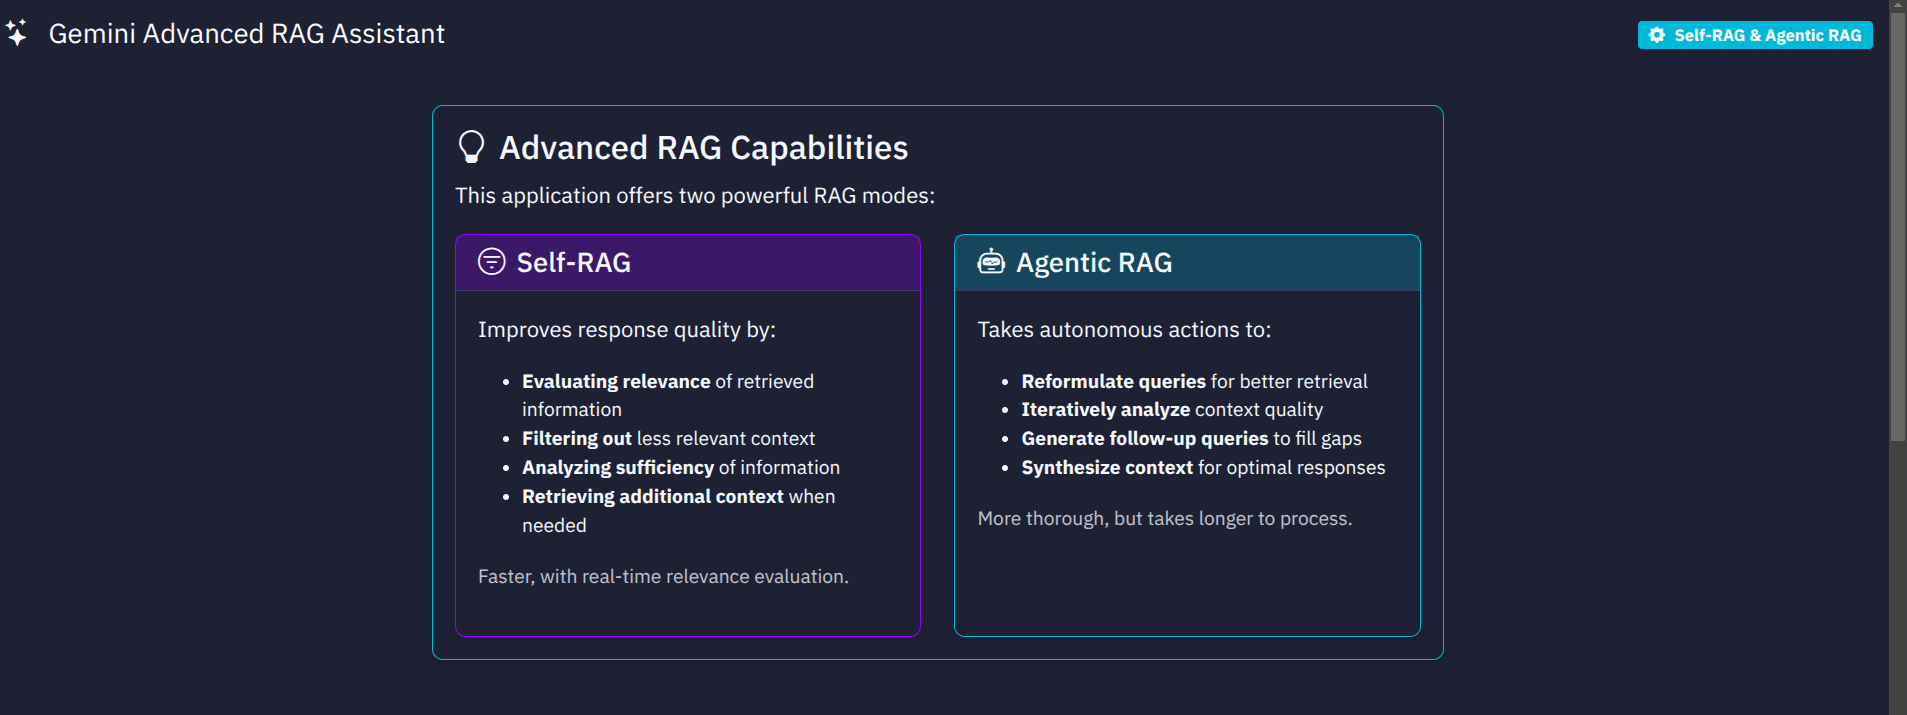 Gemini Advanced RAG Assistant
Self-RAG & Agentic RAG
Advanced RAG Capabilities
This application offers two powerful RAG modes:
Self-RAG
Improves response quality by:
Evaluating relevance of retrieved
information
Filtering out less relevant context
Analyzing sufficiency of information
Retrieving additional context when
needed
Faster, with real-time relevance evaluation.
Agentic RAG
Takes autonomous actions to:
Reformulate queries for better retrieval
Iteratively analyze context quality
Generate follow-up queries to fill gaps
Synthesize context for optimal responses
More thorough, but takes longer to process.